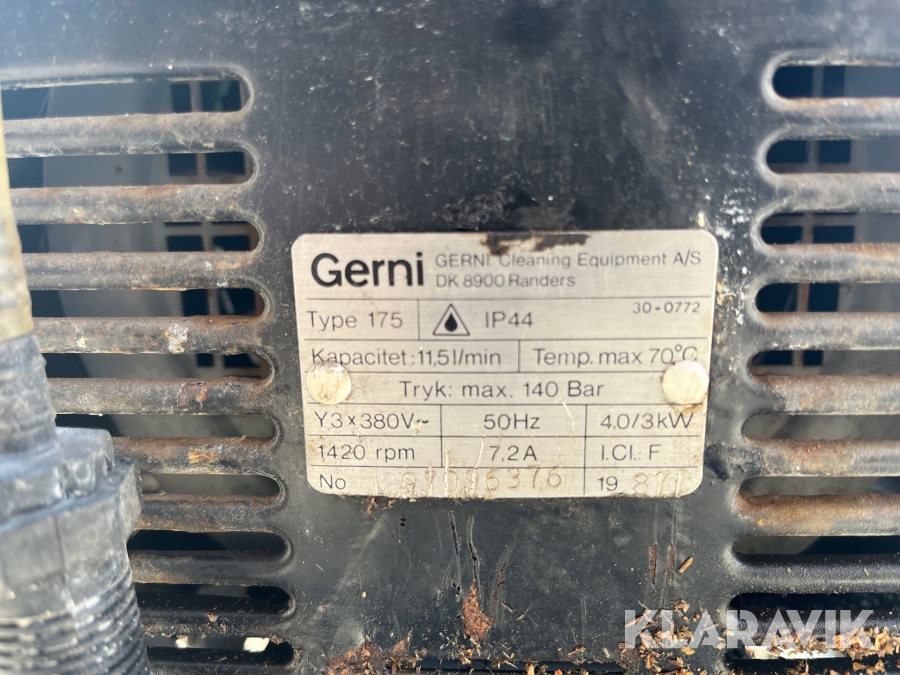 Gerni GERNI Cleaning Equipment A/S
DK 8900 Randers
30-0772
Type 175 IP44
Kapacitet: 11,5 l/min Temp. max 70°C
Tryk: max. 140 Bar
Y3x380V~ 50Hz 4,0/3kW
1420 rpm 7.2A I.Cl.: F
No 19
KLARAVIK